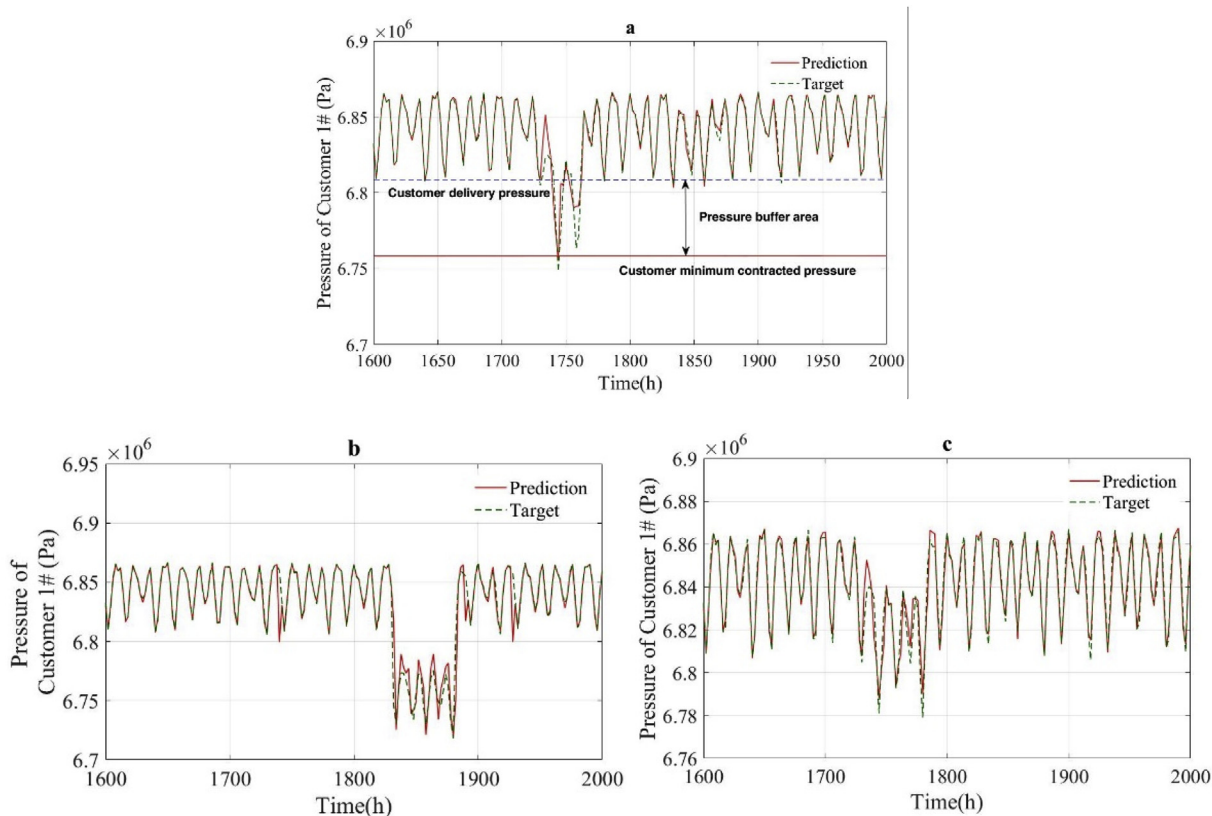 a
×10⁶
6.9
6.85
6.8
6.75
6.7
Pressure of Customer 1# (Pa)
Prediction
Target
Customer delivery pressure
Pressure buffer area
Customer minimum contracted pressure
1600 1650 1700 1750 1800 1850 1900 1950 2000
Time(h)
b
×10⁶
6.95
6.9
6.85
6.8
6.75
6.7
Pressure of
Customer 1# (Pa)
Prediction
Target
1600 1700 1800 1900 2000
Time(h)
c
×10⁶
6.9
6.88
6.86
6.84
6.82
6.8
6.78
6.76
Pressure of Customer 1# (Pa)
Prediction
Target
1600 1700 1800 1900 2000
Time(h)